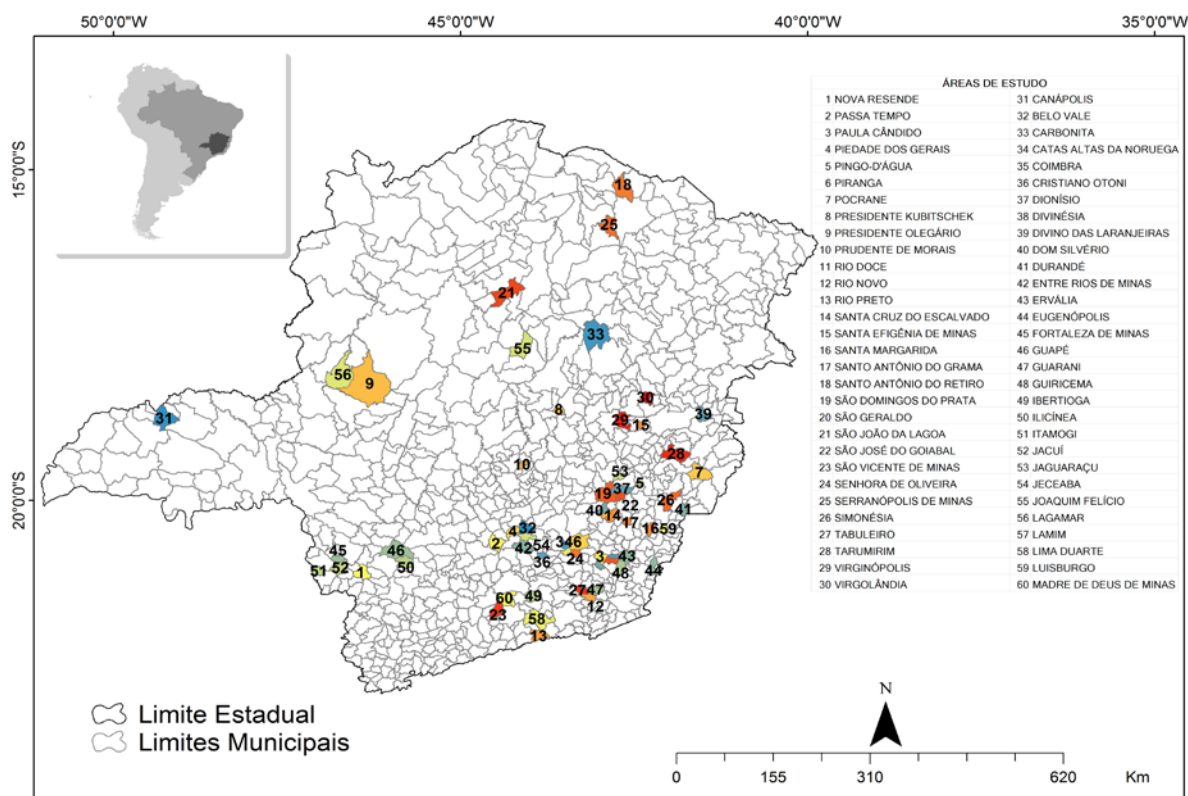 50°0'0"W 45°0'0"W 40°0'0"W 35°0'0"W
15°0'0"S
20°0'0"S
ÁREAS DE ESTUDO
1 NOVA RESENDE 31 CANÁPOLIS
2 PASSA TEMPO 32 BELO VALE
3 PAULA CÂNDIDO 33 CARBONITA
4 PIEDADE DOS GERAIS 34 CATAS ALTAS DA NORUEGA
5 PINGO-D'ÁGUA 35 COIMBRA
6 PIRANGA 36 CRISTIANO OTONI
7 POCRANE 37 DIONÍSIO
8 PRESIDENTE KUBITSCHEK 38 DIVINÉSIA
9 PRESIDENTE OLEGÁRIO 39 DIVINO DAS LARANJEIRAS
10 PRUDENTE DE MORAIS 40 DOM SILVÉRIO
11 RIO DOCE 41 DURANDÉ
12 RIO NOVO 42 ENTRE RIOS DE MINAS
13 RIO PRETO 43 ERVÁLIA
14 SANTA CRUZ DO ESCALVADO 44 EUGENÓPOLIS
15 SANTA EFIGÊNIA DE MINAS 45 FORTALEZA DE MINAS
16 SANTA MARGARIDA 46 GUAPÉ
17 SANTO ANTÔNIO DO GRAMA 47 GUARANI
18 SANTO ANTÔNIO DO RETIRO 48 GUIRICEMA
19 SÃO DOMINGOS DO PRATA 49 IBERTIOGA
20 SÃO GERALDO 50 ILICÍNEA
21 SÃO JOÃO DA LAGOA 51 ITAMOGI
22 SÃO JOSÉ DO GOIABAL 52 JACUÍ
23 SÃO VICENTE DE MINAS 53 JAGUARAÇU
24 SENHORA DE OLIVEIRA 54 JECEABA
25 SERRANÓPOLIS DE MINAS 55 JOAQUIM FELÍCIO
26 SIMONÉSIA 56 LAGAMAR
27 TABULEIRO 57 LAMIM
28 TARUMIRIM 58 LIMA DUARTE
29 VIRGINÓPOLIS 59 LUISBURGO
30 VIRGOLÂNDIA 60 MADRE DE DEUS DE MINAS
18
25
21
33
55
56 9
30
31 8 29 15 39
28
10 53 7
19 37 5 26
40 14 22 41
4 32 17 16 59
2 42 54 34 6
45 46 36 24 3 43
51 52 1 50 48 44
60 49 27 47
23 58 12
13
Limite Estadual
Limites Municipais
N
0 155 310 620 Km